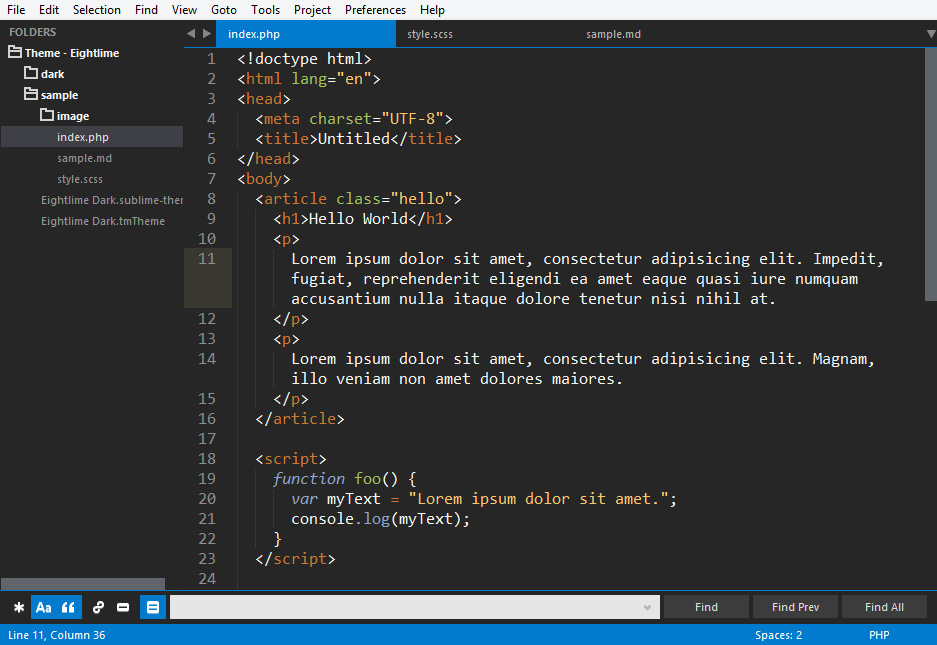 File Edit Selection Find View Goto Tools Project Preferences Help
FOLDERS
Theme - Eightlime
dark
sample
image
index.php
sample.md
style.scss
Eightlime Dark.sublime-ther
Eightlime Dark.tmTheme
index.php style.scss sample.md
1 <!doctype html>
2 <html lang="en">
3 <head>
4 <meta charset="UTF-8">
5 <title>Untitled</title>
6 </head>
7 <body>
8 <article class="hello">
9 <h1>Hello World</h1>
10 <p>
11 Lorem ipsum dolor sit amet, consectetur adipisicing elit. Impedit,
fugiat, reprehenderit eligendi ea amet eaque quasi iure numquam
accusantium nulla itaque dolore tenetur nisi nihil at.
12 </p>
13 <p>
14 Lorem ipsum dolor sit amet, consectetur adipisicing elit. Magnam,
illo veniam non amet dolores maiores.
15 </p>
16 </article>
17
18 <script>
19 function foo() {
20 var myText = "Lorem ipsum dolor sit amet.";
21 console.log(myText);
22 }
23 </script>
24
Aa Find Find Prev Find All
Line 11, Column 36 Spaces: 2 PHP